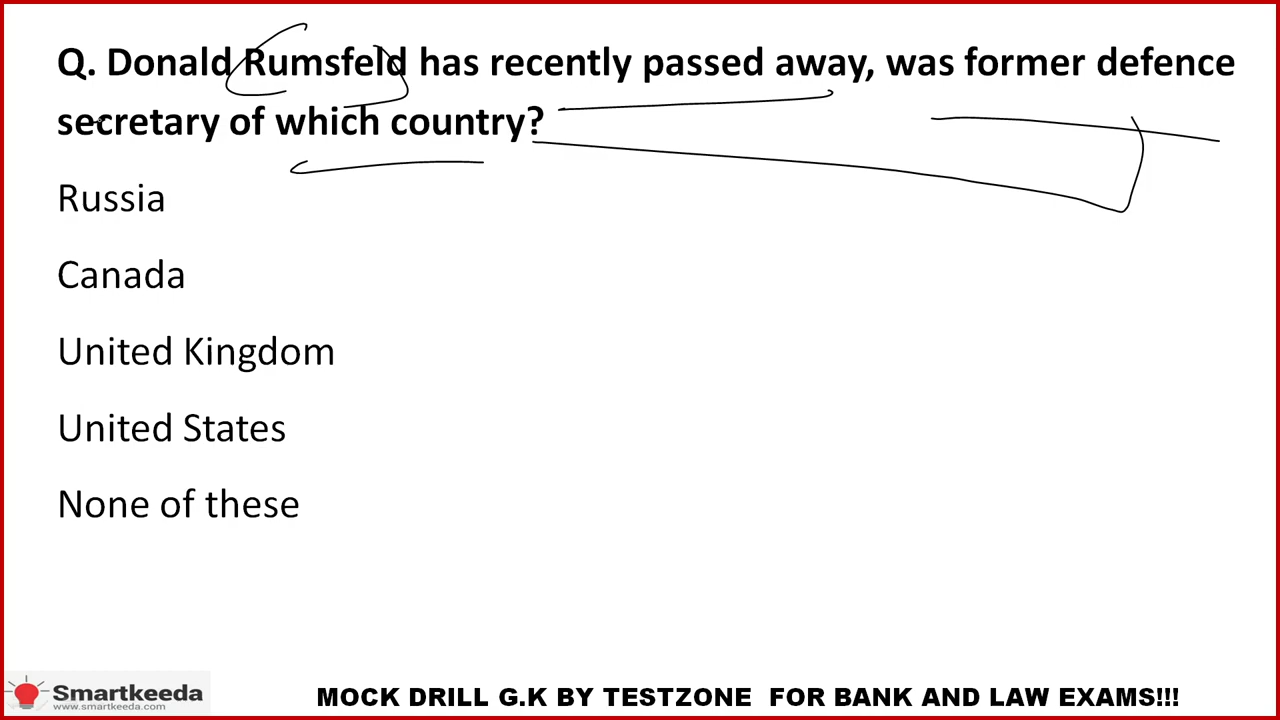 Q. Donald Rumsfeld has recently passed away, was former defence
secretary of which country?
Russia
Canada
United Kingdom
United States
None of these
Smartkeeda
www.smartkeeda.com
MOCK DRILL G.K BY TESTZONE FOR BANK AND LAW EXAMS!!!